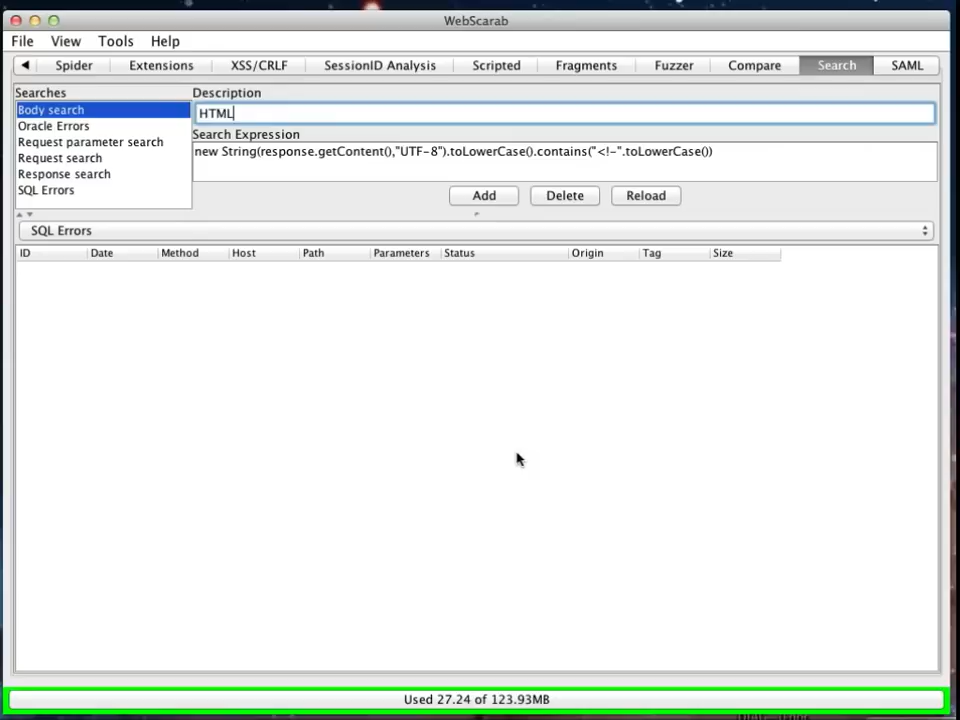 WebScarab
File View Tools Help
Spider Extensions XSS/CRLF SessionID Analysis Scripted Fragments Fuzzer Compare Search SAML
Searches Description
Body search HTML
Oracle Errors Search Expression
Request parameter search new String(response.getContent(),"UTF-8").toLowerCase().contains("<!-".toLowerCase())
Request search
Response search
SQL Errors Add Delete Reload
SQL Errors
ID Date Method Host Path Parameters Status Origin Tag Size
Used 27.24 of 123.93MB